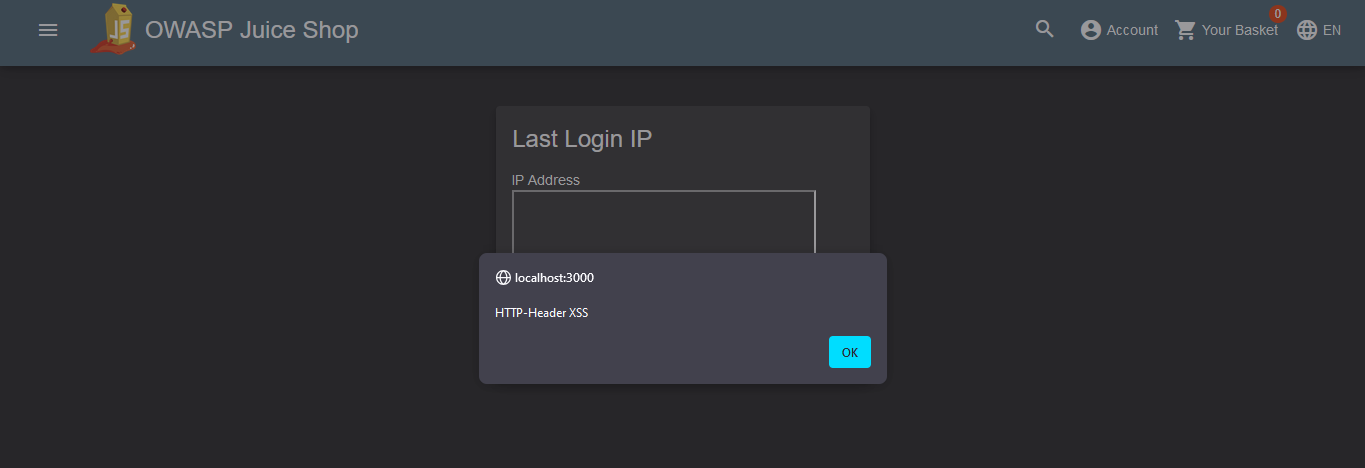 OWASP Juice Shop
Account
Your Basket
0
EN
Last Login IP
IP Address
localhost:3000
HTTP-Header XSS
OK